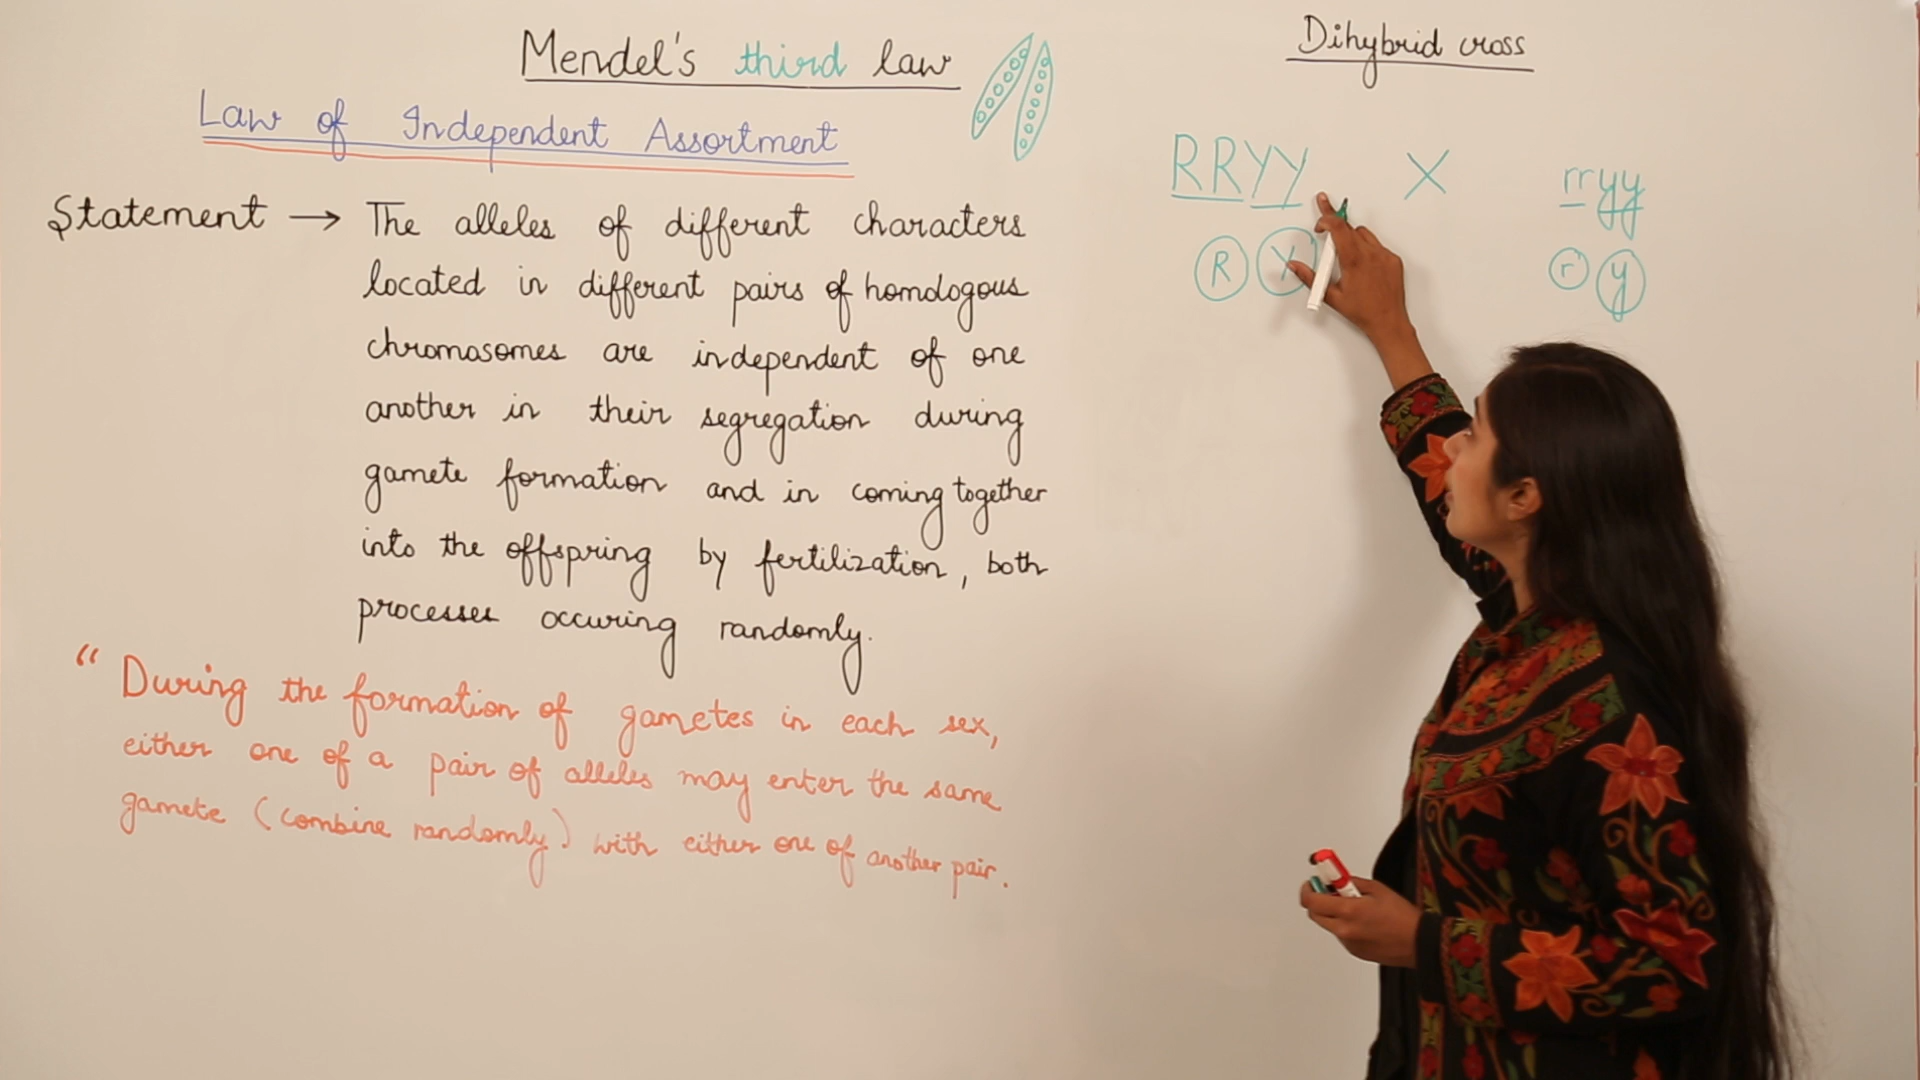 Mendel's third law
Law of Independent Assortment
Statement → The alleles of different characters
located in different pairs of homologous
chromosomes are independent of one
another in their segregation during
gamete formation and in coming together
into the offspring by fertilization, both
processes occuring randomly.
“ During the formation of gametes in each sex,
either one of a pair of alleles may enter the same
gamete (combine randomly) with either one of another pair.
Dihybrid cross
RRYY X rryy
R Y r y